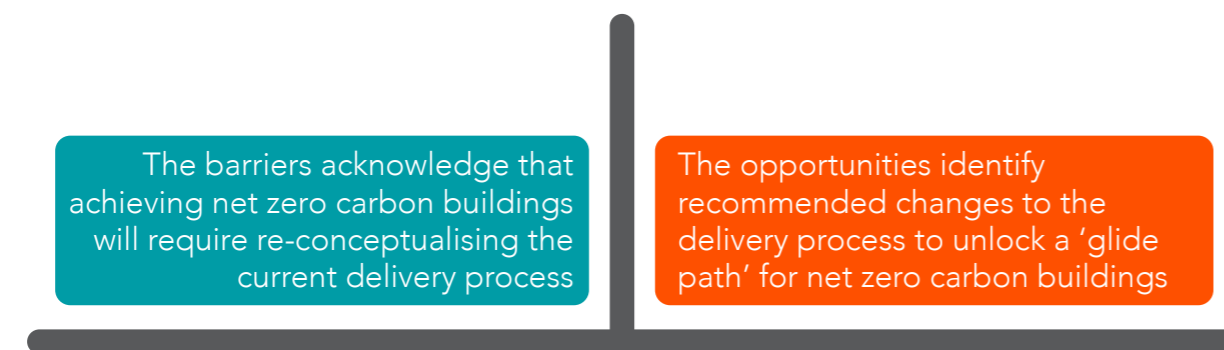 The barriers acknowledge that
achieving net zero carbon buildings
will require re-conceptualising the
current delivery process
The opportunities identify
recommended changes to the
delivery process to unlock a ‘glide
path’ for net zero carbon buildings